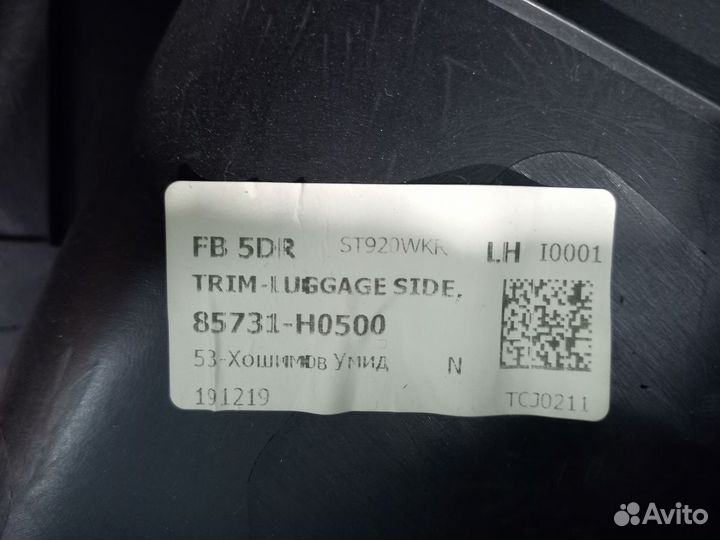 FB 5DR ST920WKR LH I0001
TRIM-LUGGAGE SIDE,
85731-H0500
53-Хошимов Умид N
191219 TCJ0211
Avito